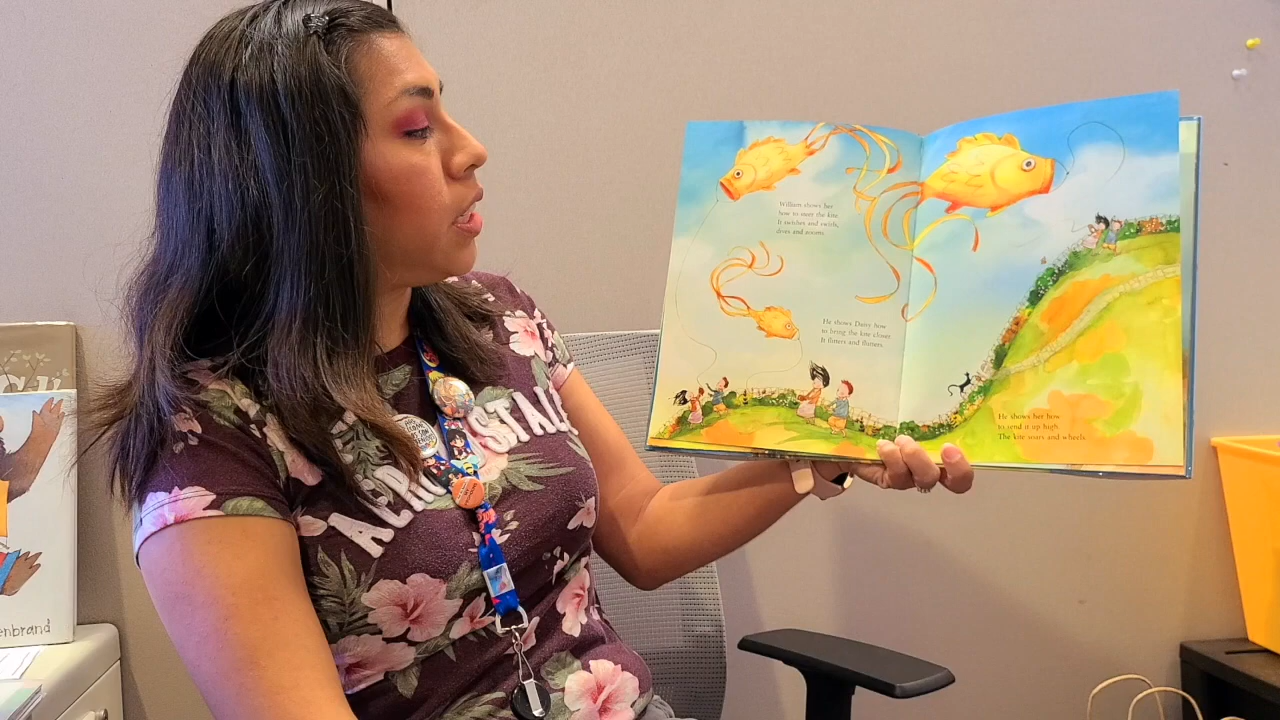 William shows her
how to steer the kite.
It swishes and swirls,
dives and zooms.
He shows Daisy how
to bring the kite closer.
It flitters and flutters.
He shows her how
to send it up high.
The kite soars and wheels.
AÉROPOSTALE
enbrand